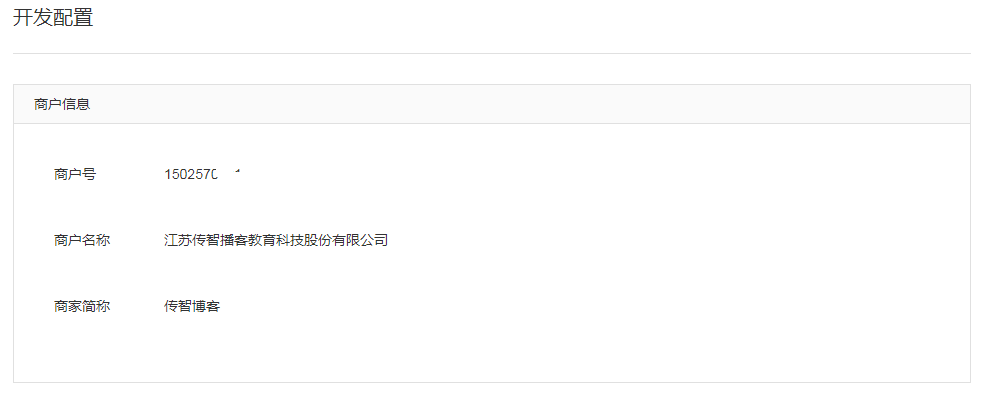 开发配置
商户信息
商户号 150257
商户名称 江苏传智播客教育科技股份有限公司
商家简称 传智博客